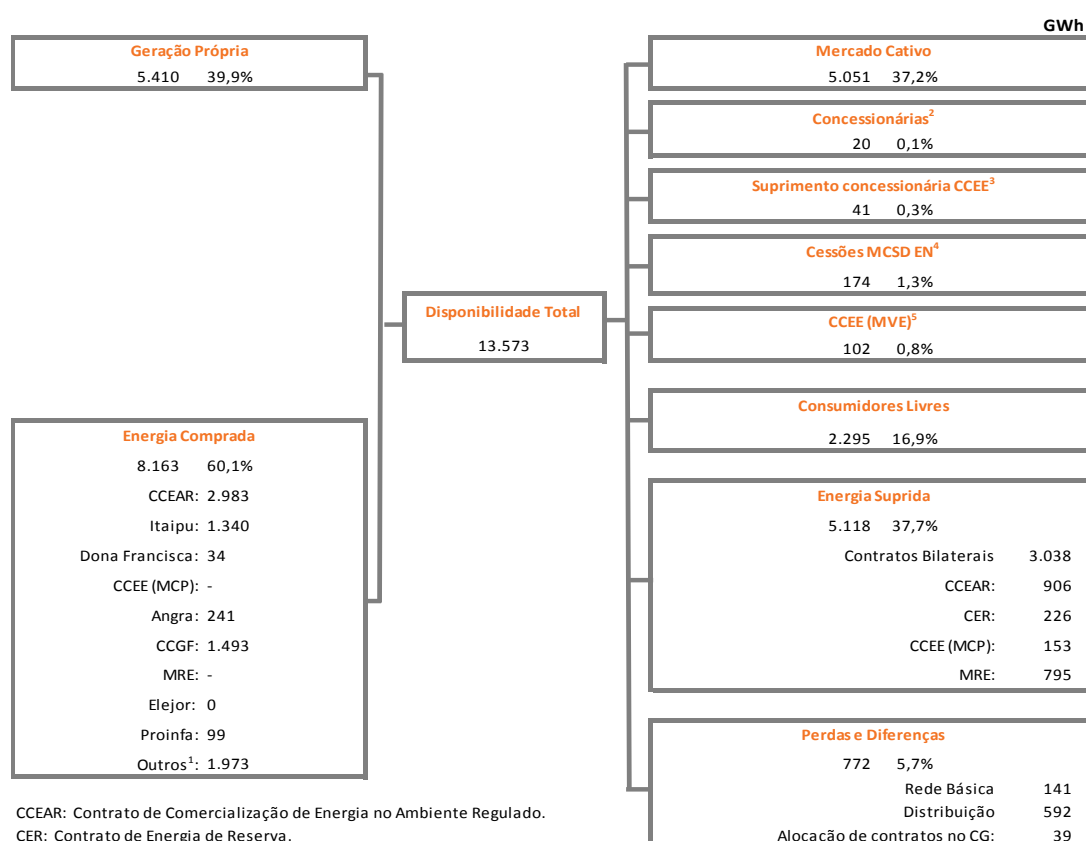 GWh
Geração Própria
5.410 39,9%
Mercado Cativo
5.051 37,2%
Concessionárias²
20 0,1%
Suprimento concessionária CCEE³
41 0,3%
Cessões MCSD EN⁴
174 1,3%
Disponibilidade Total
13.573
CCEE (MVE)⁵
102 0,8%
Consumidores Livres
2.295 16,9%
Energia Comprada
8.163 60,1%
CCEAR: 2.983
Itaipu: 1.340
Dona Francisca: 34
CCEE (MCP): -
Angra: 241
CCGF: 1.493
MRE: -
Elejor: 0
Proinfa: 99
Outros¹: 1.973
Energia Suprida
5.118 37,7%
Contratos Bilaterais 3.038
CCEAR: 906
CER: 226
CCEE (MCP): 153
MRE: 795
Perdas e Diferenças
772 5,7%
Rede Básica 141
Distribuição 592
Alocação de contratos no CG: 39
CCEAR: Contrato de Comercialização de Energia no Ambiente Regulado.
CER: Contrato de Energia de Reserva.